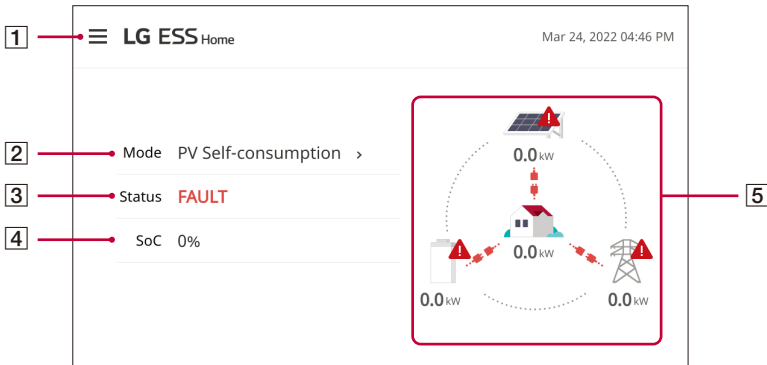 1
LG ESS Home
Mar 24, 2022 04:46 PM
2
Mode PV Self-consumption >
3
Status FAULT
4
SoC 0%
5
0.0 kW
0.0 kW
0.0 kW
0.0 kW